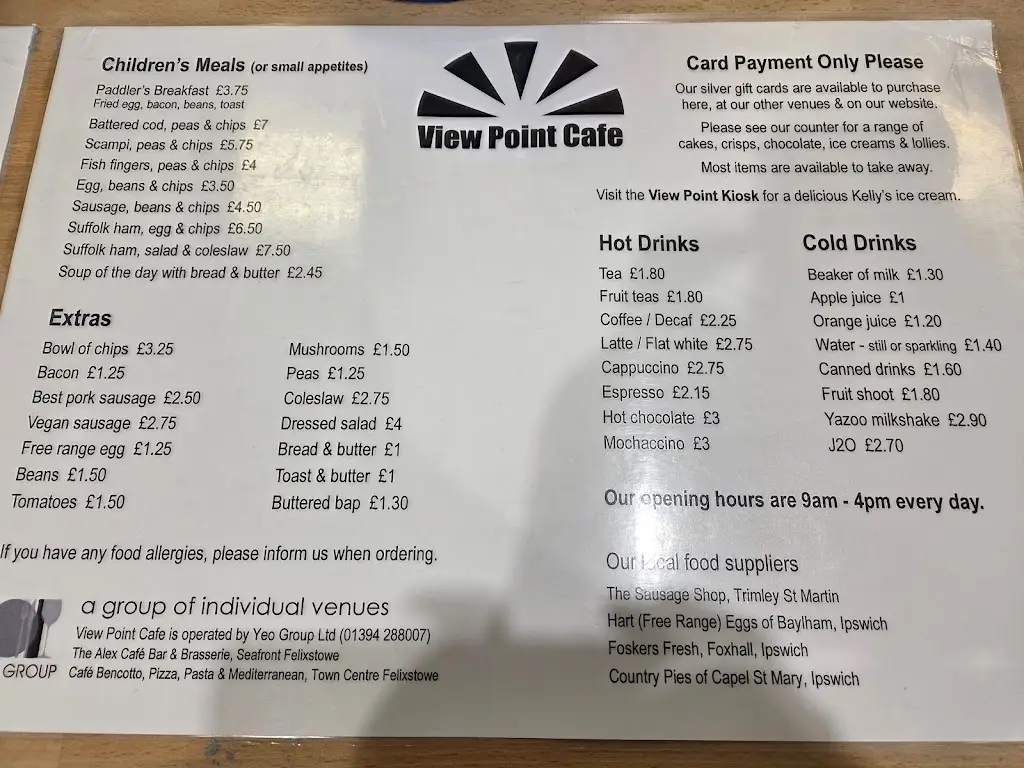 Children's Meals (or small appetites)
Paddler's Breakfast £3.75
Fried egg, bacon, beans, toast
Battered cod, peas & chips £7
Scampi, peas & chips £5.75
Fish fingers, peas & chips £4
Egg, beans & chips £3.50
Sausage, beans & chips £4.50
Suffolk ham, egg & chips £6.50
Suffolk ham, salad & coleslaw £7.50
Soup of the day with bread & butter £2.45
Extras
Bowl of chips £3.25
Bacon £1.25
Best pork sausage £2.50
Vegan sausage £2.75
Free range egg £1.25
Beans £1.50
Tomatoes £1.50
Mushrooms £1.50
Peas £1.25
Coleslaw £2.75
Dressed salad £4
Bread & butter £1
Toast & butter £1
Buttered bap £1.30
If you have any food allergies, please inform us when ordering.
GROUP
a group of individual venues
View Point Cafe is operated by Yeo Group Ltd (01394 288007)
The Alex Café Bar & Brasserie, Seafront Felixstowe
Café Bencotto, Pizza, Pasta & Mediterranean, Town Centre Felixstowe
View Point Cafe
Card Payment Only Please
Our silver gift cards are available to purchase
here, at our other venues & on our website.
Please see our counter for a range of
cakes, crisps, chocolate, ice creams & lollies.
Most items are available to take away.
Visit the View Point Kiosk for a delicious Kelly's ice cream.
Hot Drinks
Tea £1.80
Fruit teas £1.80
Coffee / Decaf £2.25
Latte / Flat white £2.75
Cappuccino £2.75
Espresso £2.15
Hot chocolate £3
Mochaccino £3
Cold Drinks
Beaker of milk £1.30
Apple juice £1
Orange juice £1.20
Water - still or sparkling £1.40
Canned drinks £1.60
Fruit shoot £1.80
Yazoo milkshake £2.90
J2O £2.70
Our opening hours are 9am - 4pm every day.
Our local food suppliers
The Sausage Shop, Trimley St Martin
Hart (Free Range) Eggs of Baylham, Ipswich
Foskers Fresh, Foxhall, Ipswich
Country Pies of Capel St Mary, Ipswich